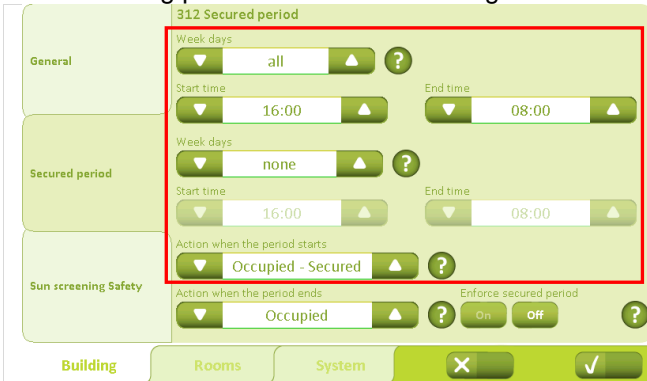 312 Secured period
Week days
General
all
?
Start time
End time
16:00
08:00
Week days
Secured period
none
?
Start time
End time
16:00
08:00
Action when the period starts
Occupied - Secured
?
Sun screening Safety
Action when the period ends
Enforce secured period
Occupied
?
On
Off
?
Building
Rooms
System